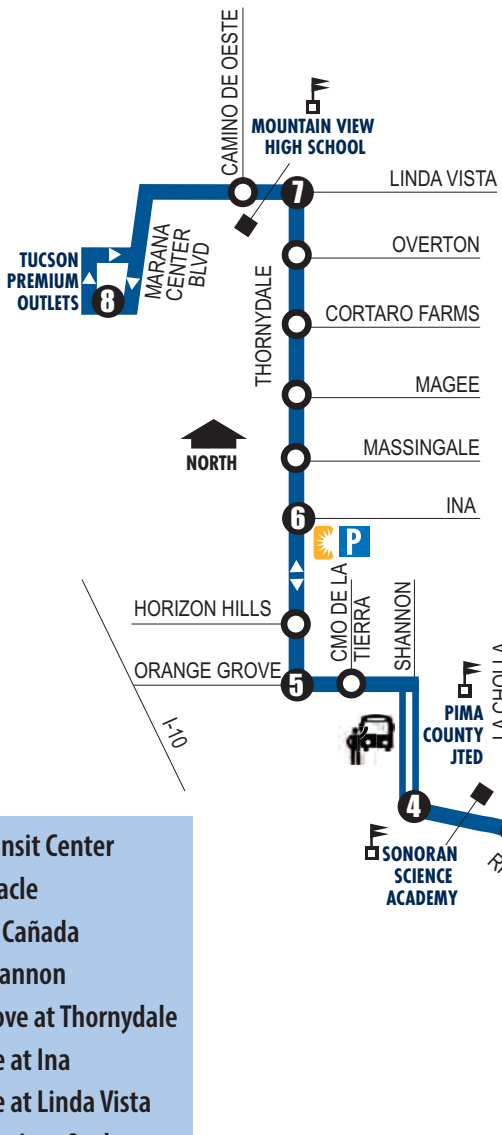 CAMINO DE OESTE
MOUNTAIN VIEW
HIGH SCHOOL
7
LINDA VISTA
TUCSON
PREMIUM
OUTLETS
8
MARANA
CENTER
BLVD
THORNYDALE
OVERTON
CORTARO FARMS
MAGEE
NORTH
MASSINGALE
6
INA
P
HORIZON HILLS
CMO DE LA
TIERRA
SHANNON
ORANGE GROVE
5
I-10
LA CHOLLA
PIMA
COUNTY
JTED
4
SONORAN
SCIENCE
ACADEMY
nsit Center
acle
Cañada
annon
ove at Thornydale
e at Ina
e at Linda Vista